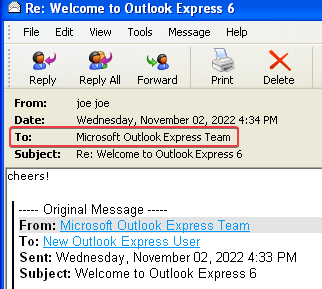 Re: Welcome to Outlook Express 6
File Edit View Tools Message Help
Reply Reply All Forward Print Delete
From: joe joe
Date: Wednesday, November 02, 2022 4:34 PM
To: Microsoft Outlook Express Team
Subject: Re: Welcome to Outlook Express 6
cheers!
----- Original Message -----
From: Microsoft Outlook Express Team
To: New Outlook Express User
Sent: Wednesday, November 02, 2022 4:33 PM
Subject: Welcome to Outlook Express 6